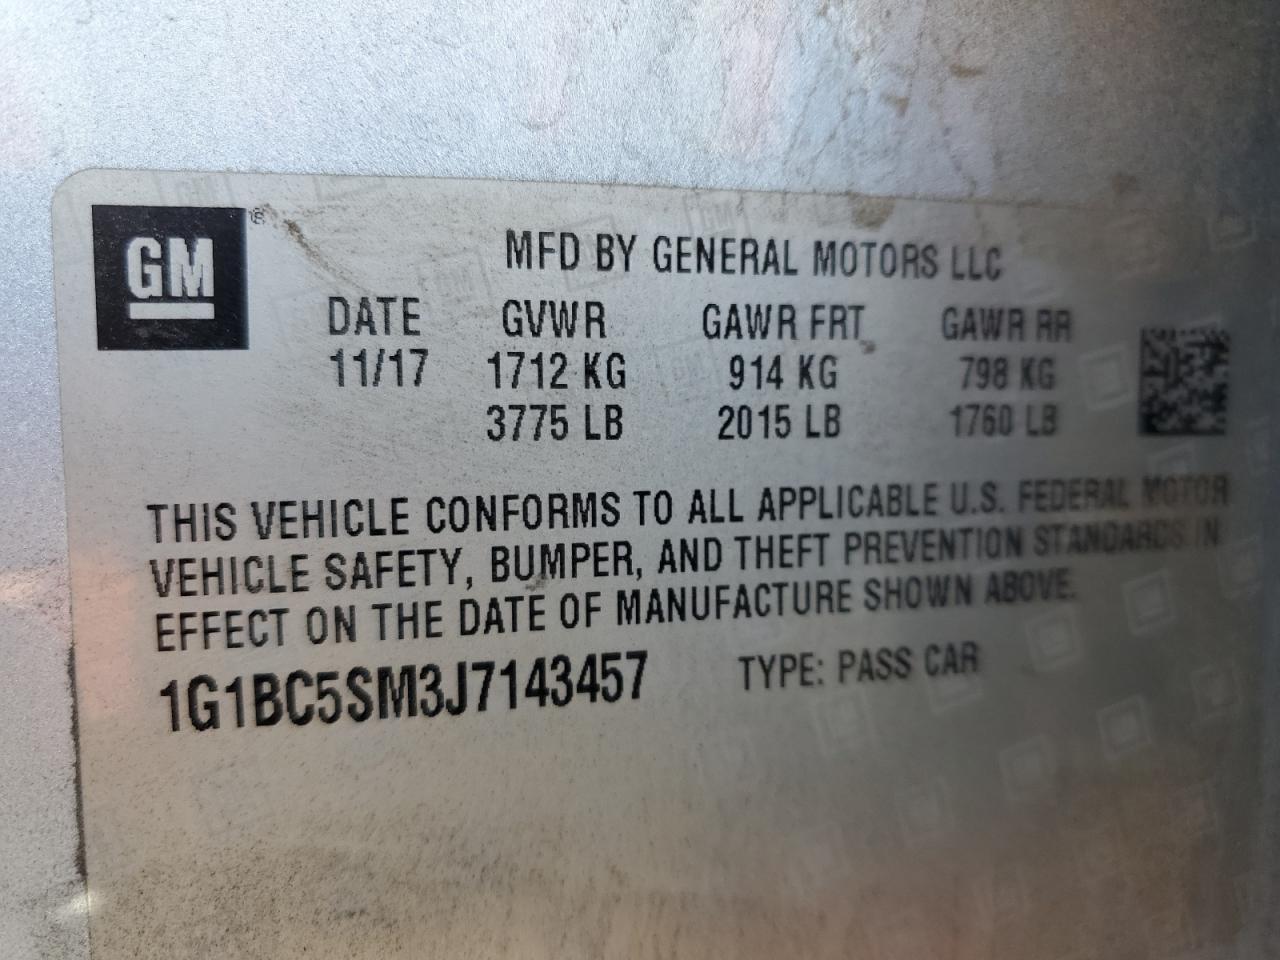 GM®
MFD BY GENERAL MOTORS LLC
DATE GVWR GAWR FRT GAWR RR
11/17 1712 KG 914 KG 798 KG
3775 LB 2015 LB 1760 LB
THIS VEHICLE CONFORMS TO ALL APPLICABLE U.S. FEDERAL MOTOR
VEHICLE SAFETY, BUMPER, AND THEFT PREVENTION STANDARDS IN
EFFECT ON THE DATE OF MANUFACTURE SHOWN ABOVE.
1G1BC5SM3J7143457 TYPE: PASS CAR